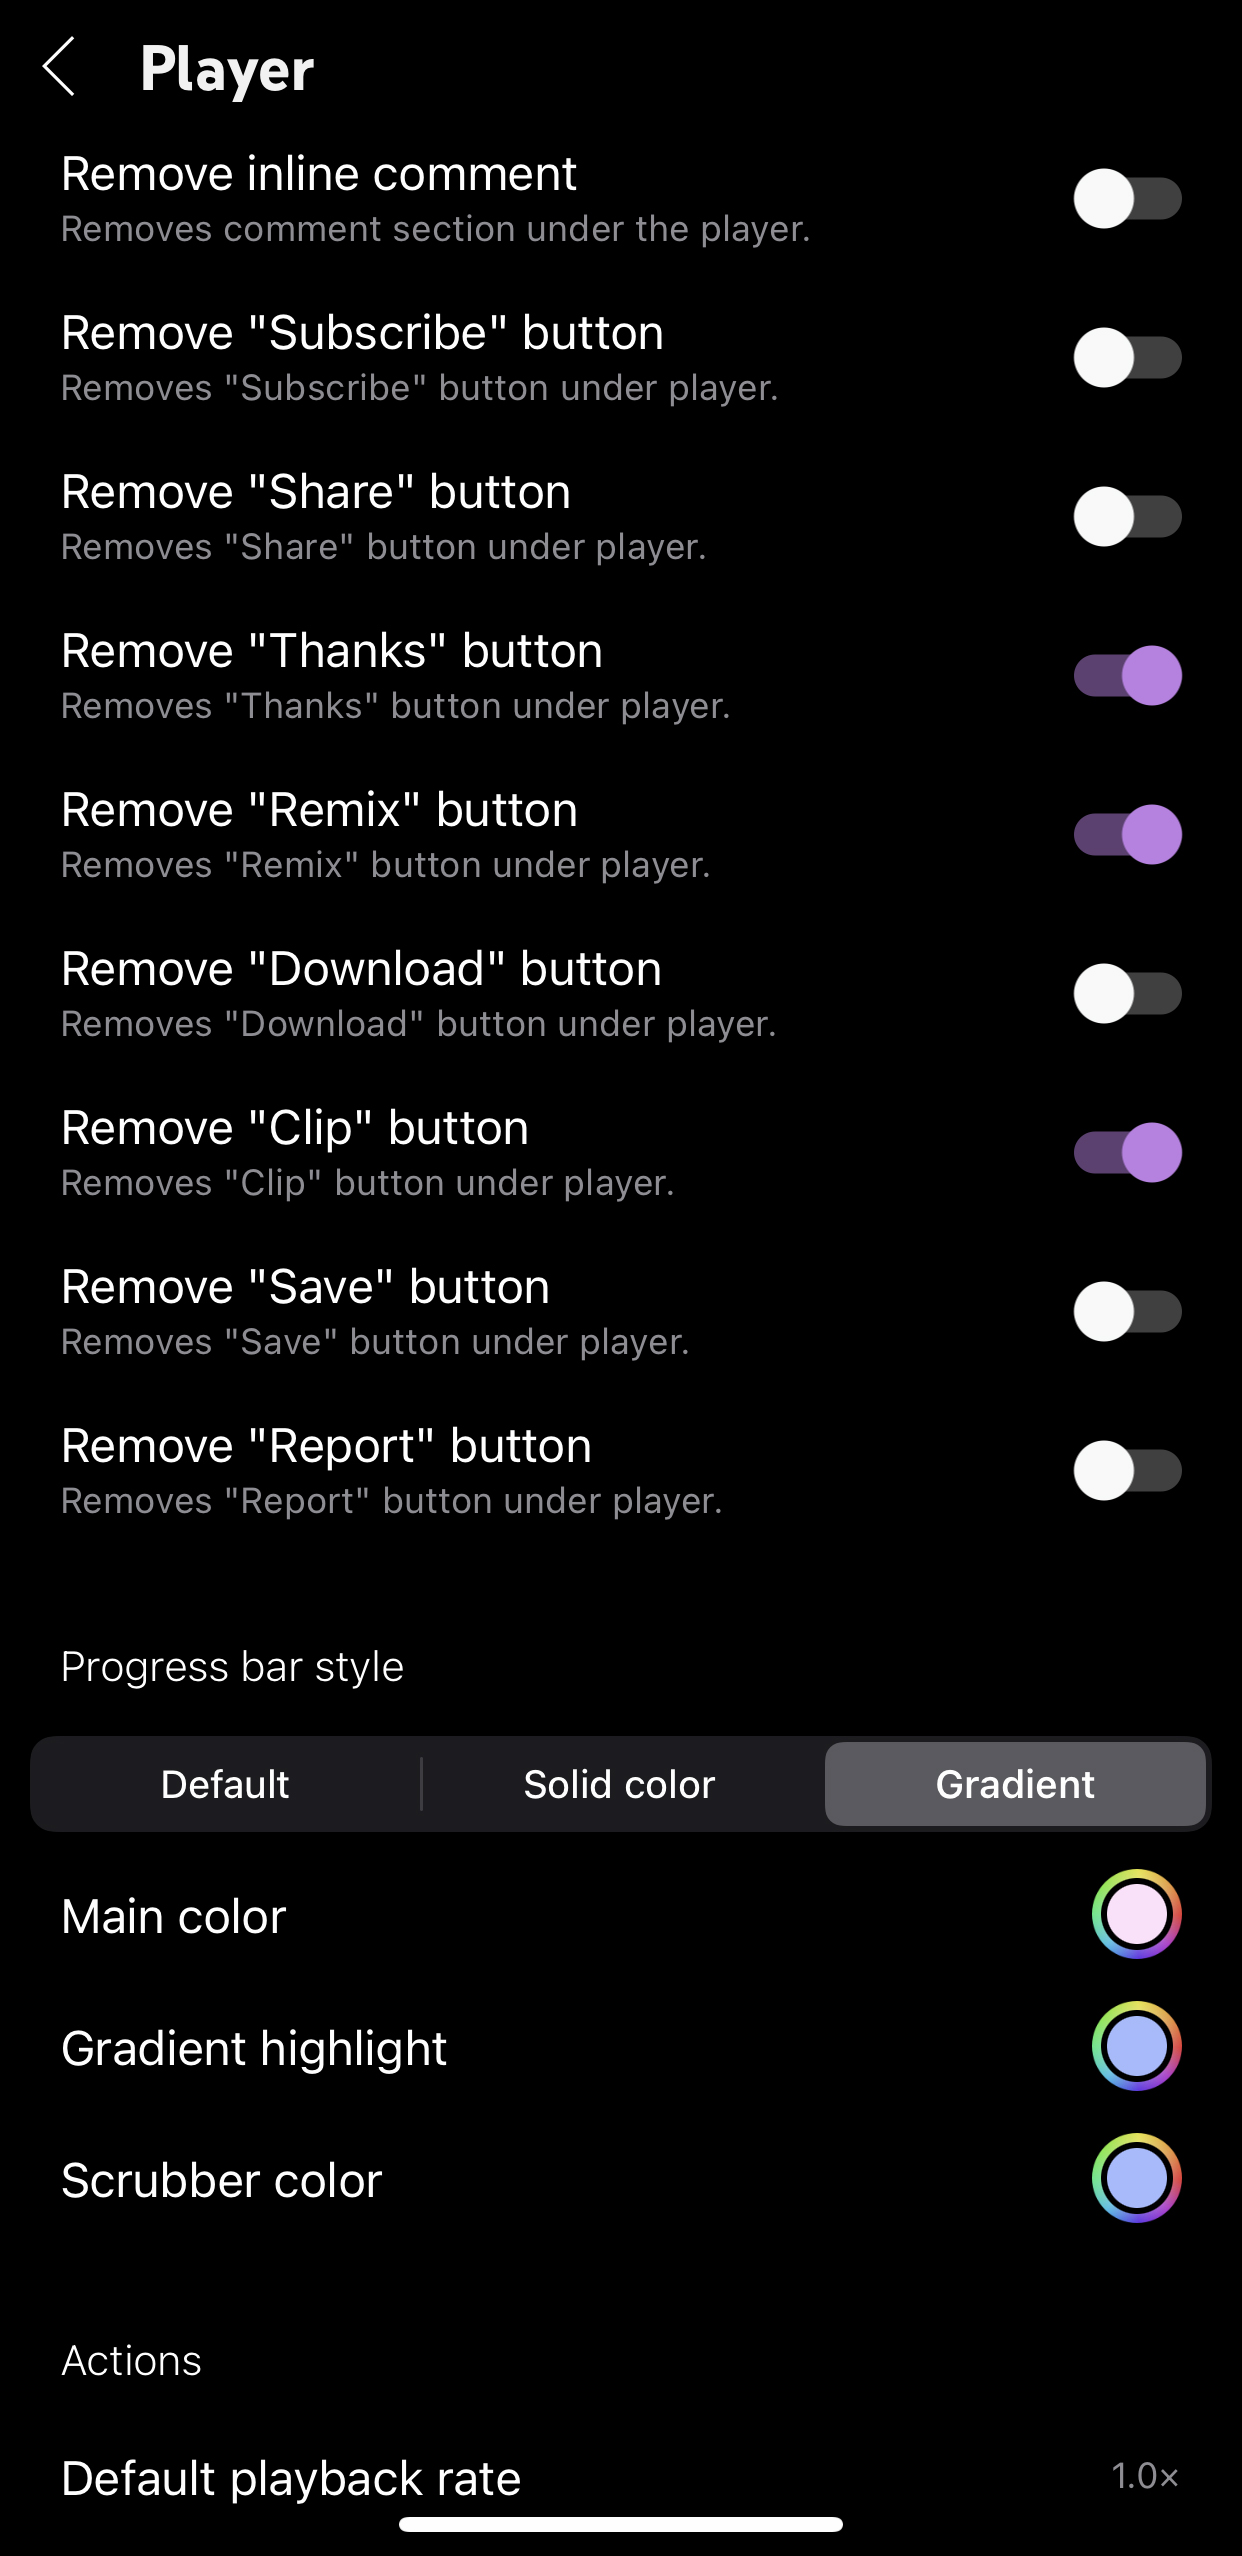 Player
Remove inline comment
Removes comment section under the player.
Remove "Subscribe" button
Removes "Subscribe" button under player.
Remove "Share" button
Removes "Share" button under player.
Remove "Thanks" button
Removes "Thanks" button under player.
Remove "Remix" button
Removes "Remix" button under player.
Remove "Download" button
Removes "Download" button under player.
Remove "Clip" button
Removes "Clip" button under player.
Remove "Save" button
Removes "Save" button under player.
Remove "Report" button
Removes "Report" button under player.
Progress bar style
Default Solid color Gradient
Main color
Gradient highlight
Scrubber color
Actions
Default playback rate 1.0×